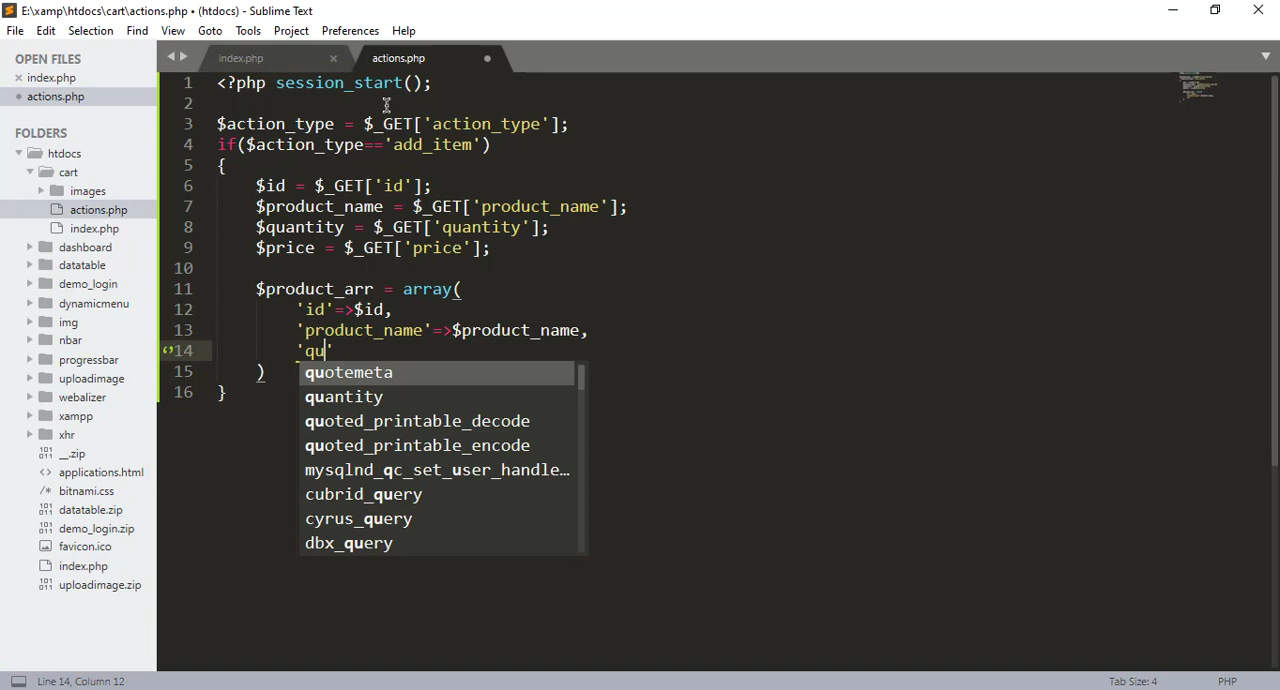 E:\xamp\htdocs\cart\actions.php • (htdocs) - Sublime Text
File Edit Selection Find View Goto Tools Project Preferences Help
OPEN FILES
index.php
actions.php
FOLDERS
htdocs
cart
images
actions.php
index.php
dashboard
datatable
demo_login
dynamicmenu
img
nbar
progressbar
uploadimage
webalizer
xampp
xhr
__.zip
applications.html
bitnami.css
datatable.zip
demo_login.zip
favicon.ico
index.php
uploadimage.zip
index.php actions.php
1 <?php session_start();
2
3 $action_type = $_GET['action_type'];
4 if($action_type=='add_item')
5 {
6 $id = $_GET['id'];
7 $product_name = $_GET['product_name'];
8 $quantity = $_GET['quantity'];
9 $price = $_GET['price'];
10
11 $product_arr = array(
12 'id'=>$id,
13 'product_name'=>$product_name,
14 'qu'
15 )
16 }
quotemeta
quantity
quoted_printable_decode
quoted_printable_encode
mysqlnd_qc_set_user_handle…
cubrid_query
cyrus_query
dbx_query
Line 14, Column 12 Tab Size: 4 PHP